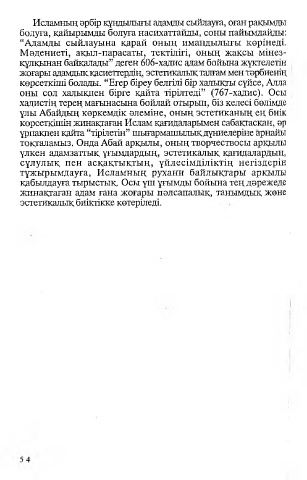 Исламның әрбір құндылығы адамды сыйлауға, оған рақымды
болуға, қайырымды болуға насихаттайды, соны пайымдайды:
“Адамды сыйлауына қарай оның имандылығы көрінеді.
Мәдениеті, ақыл-парасаты, тектілігі, оның жақсы мінез-
құлқынан байқалады” деген 606-хадис адам бойына жүктелетін
жоғары адамдық қасиеттердің, эстетикалық талғам мен тәрбиенің
көрсеткіші болады. “Егер біреу белгілі бір халықты сүйсе, Алла
оны сол халықпен бірге қайта тірілтеді” (767-хадис). Осы
хадистің терең мағынасына бойлай отырып, біз келесі бөлімде
ұлы Абайдың көркемдік әлеміне, оның эстетиканың ең биік
көрсеткішін жинақтаған Ислам қағидаларымен сабақтасқан, әр
ұрпақпен қайта “тірілетін” шығармашылық дүниелеріне арнайы
тоқталамыз. Онда Абай арқылы, оның творчествосы арқылы
үлкен адамзаттық ұғымдардың, эстетикалық қағидалардың,
сұлулық пен асқақтықтың, үйлесімділіктің негіздерін
тұжырымдауға, Исламның рухани байлықтары арқылы
қабылдауға тырыстық. Осы үш ұғымды бойына тең дәрежеде
жинақтаған адам ғана жоғары пәлсапалық, танымдық және
эстетикалық биіктікке көтеріледі.
54